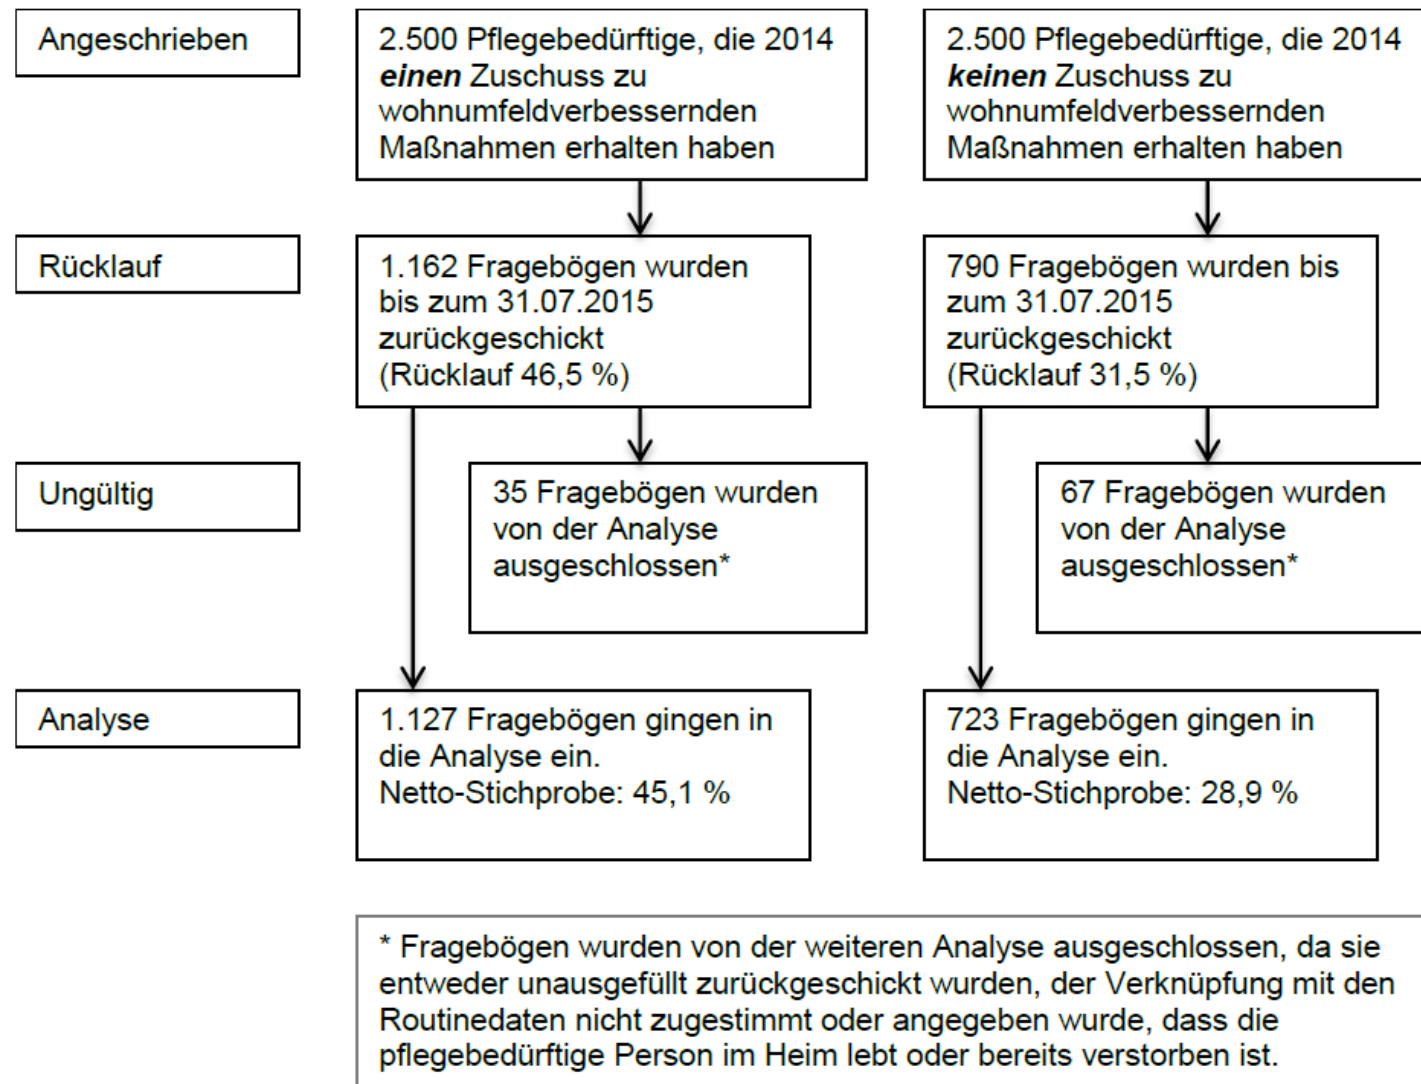 Angeschrieben
2.500 Pflegebedürftige, die 2014
einen Zuschuss zu
wohnumfeldverbessernden
Maßnahmen erhalten haben
2.500 Pflegebedürftige, die 2014
keinen Zuschuss zu
wohnumfeldverbessernden
Maßnahmen erhalten haben
Rücklauf
1.162 Fragebögen wurden
bis zum 31.07.2015
zurückgeschickt
(Rücklauf 46,5 %)
790 Fragebögen wurden bis
zum 31.07.2015
zurückgeschickt
(Rücklauf 31,5 %)
Ungültig
35 Fragebögen wurden
von der Analyse
ausgeschlossen*
67 Fragebögen wurden
von der Analyse
ausgeschlossen*
Analyse
1.127 Fragebögen gingen in
die Analyse ein.
Netto-Stichprobe: 45,1 %
723 Fragebögen gingen in
die Analyse ein.
Netto-Stichprobe: 28,9 %
* Fragebögen wurden von der weiteren Analyse ausgeschlossen, da sie
entweder unausgefüllt zurückgeschickt wurden, der Verknüpfung mit den
Routinedaten nicht zugestimmt oder angegeben wurde, dass die
pflegebedürftige Person im Heim lebt oder bereits verstorben ist.